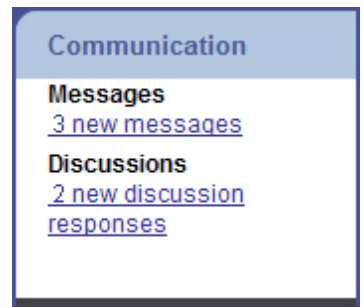 Communication
Messages
3 new messages
Discussions
2 new discussion
responses